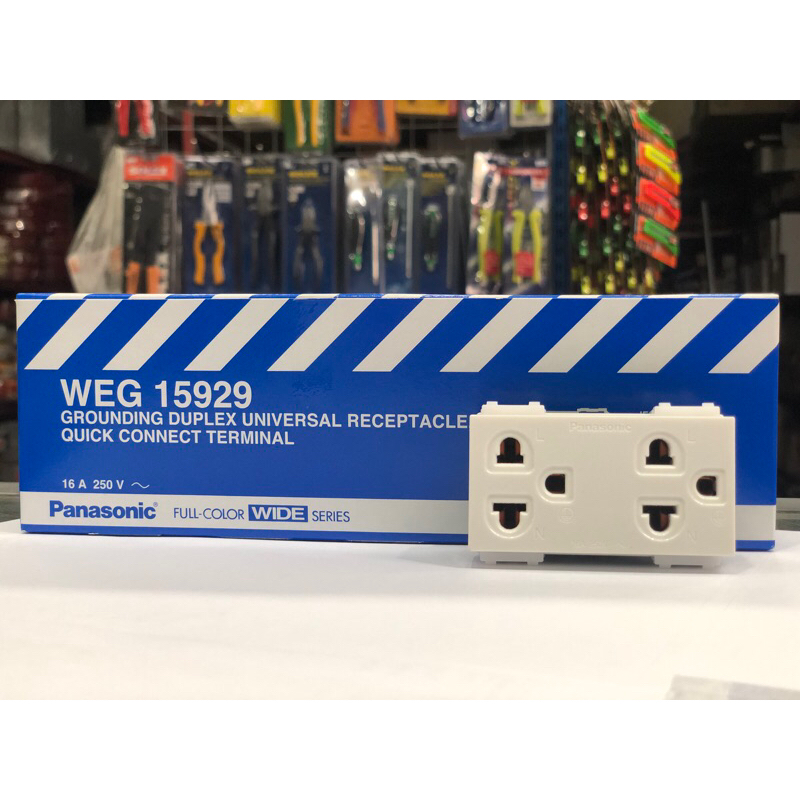 WEG 15929
GROUNDING DUPLEX UNIVERSAL RECEPTACLE
QUICK CONNECT TERMINAL
16 A 250 V ~
Panasonic
FULL-COLOR WIDE SERIES
Panasonic
L
L
N
N